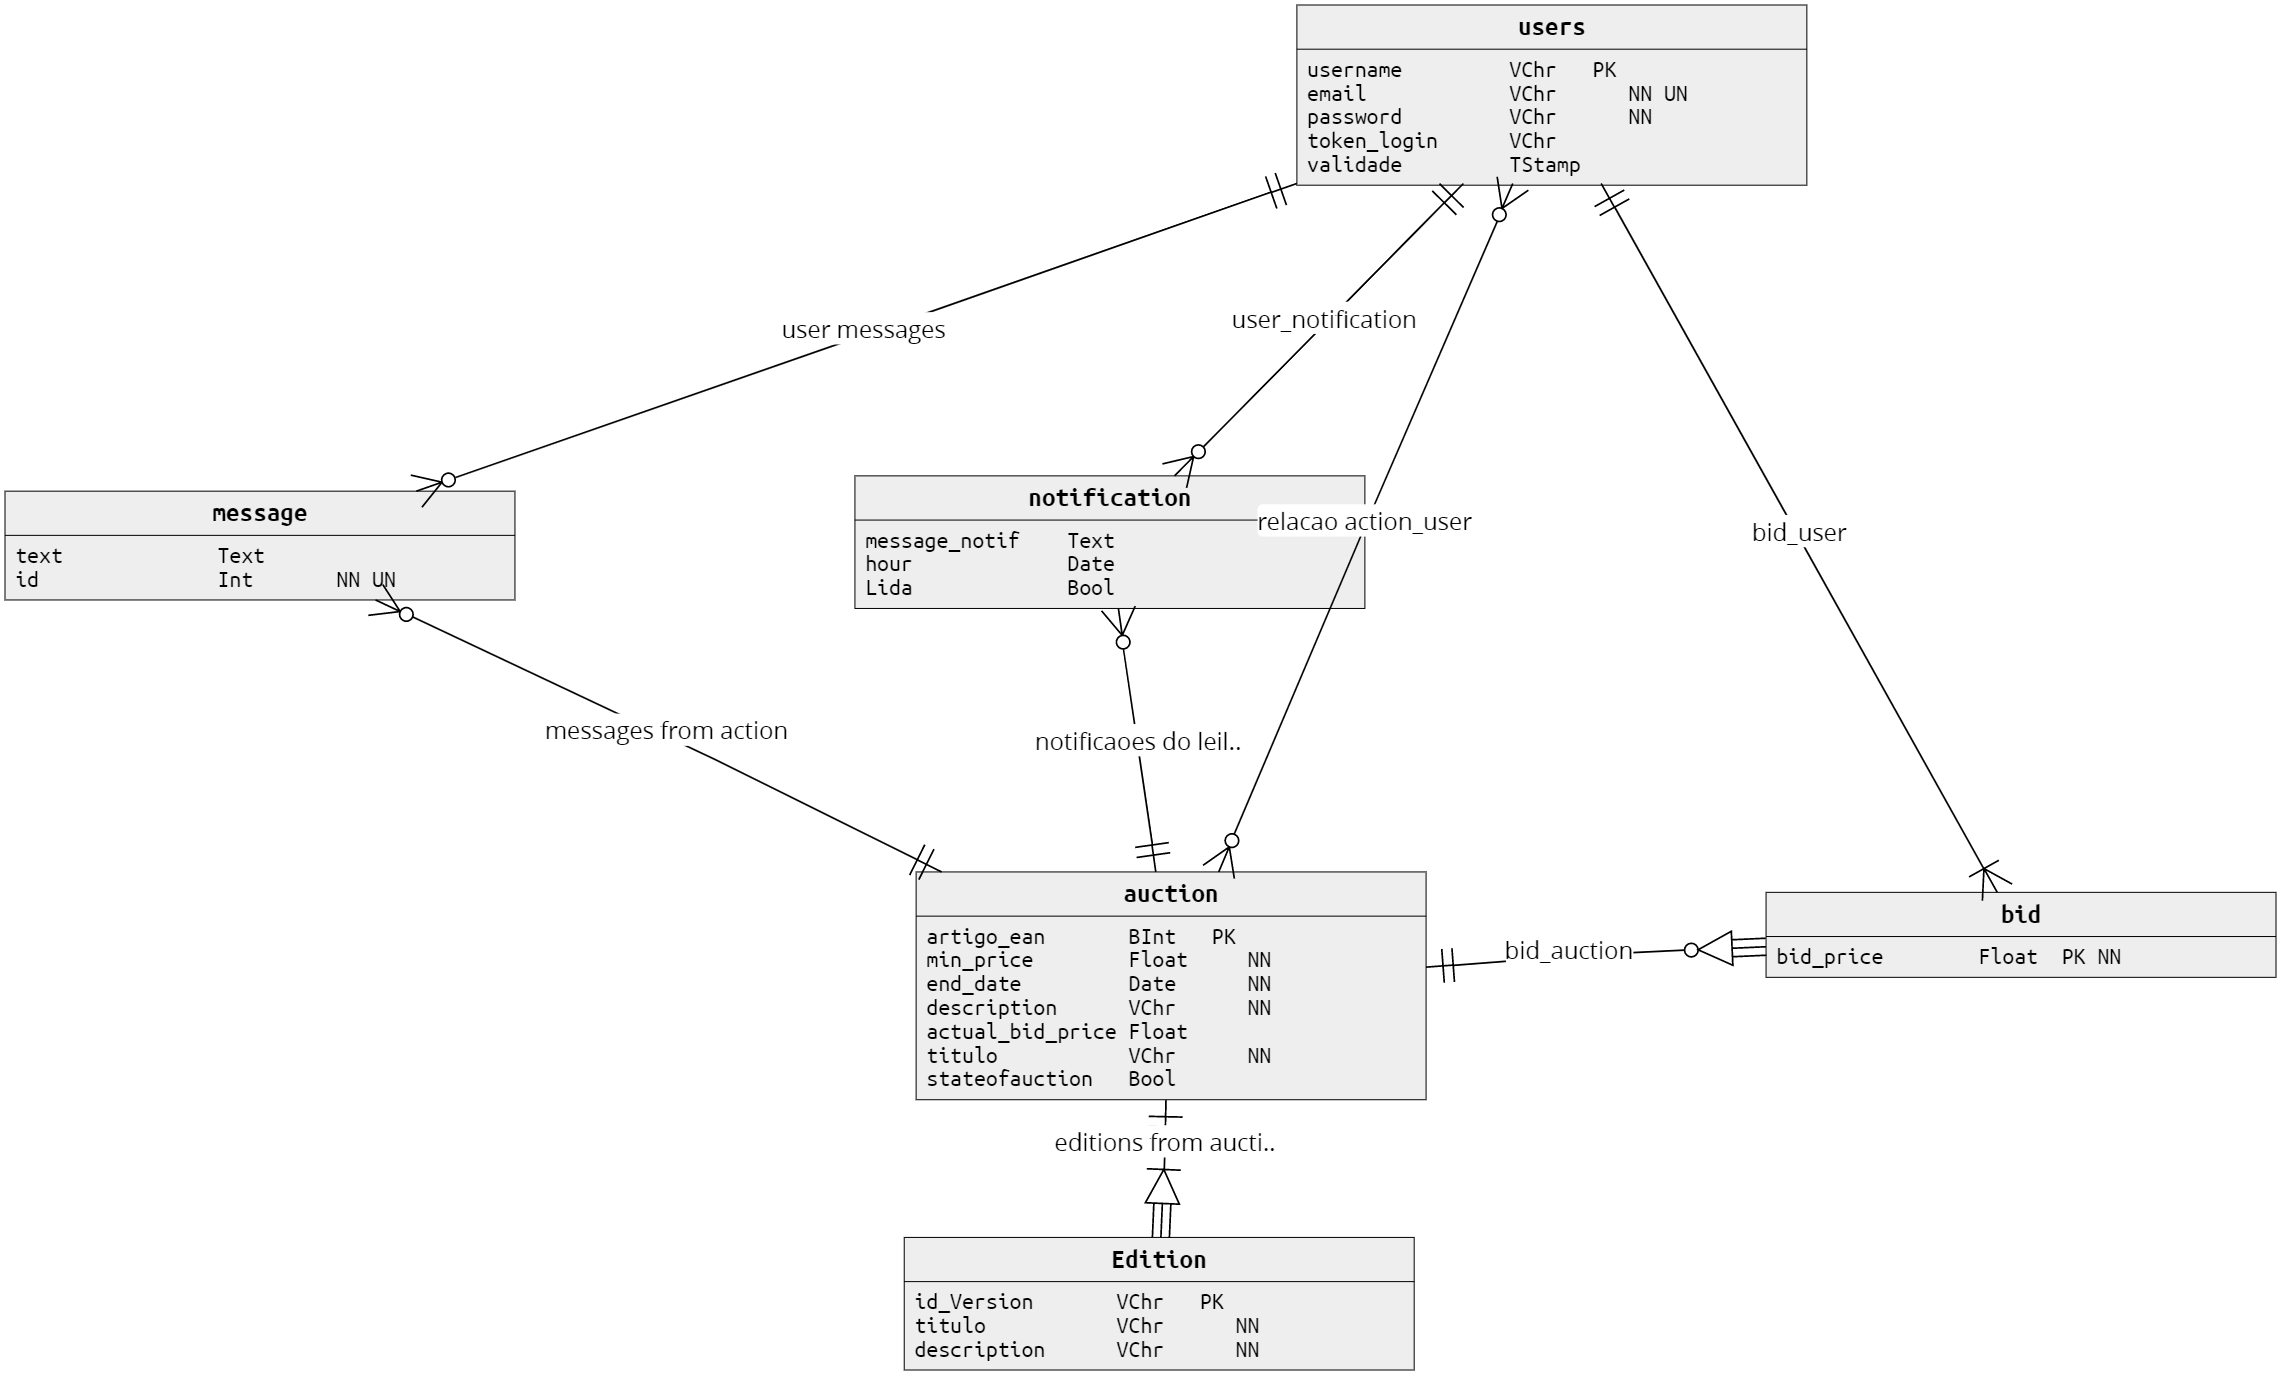 users
username VChr PK
email VChr NN UN
password VChr NN
token_login VChr
validade TStamp
user messages
user_notification
relacao action_user
bid_user
message
text Text
id Int NN UN
notification
message_notif Text
hour Date
Lida Bool
messages from action
notificaoes do leil..
auction
artigo_ean BInt PK
min_price Float NN
end_date Date NN
description VChr NN
actual_bid_price Float
titulo VChr NN
stateofauction Bool
bid_auction
bid
bid_price Float PK NN
editions from aucti..
Edition
id_Version VChr PK
titulo VChr NN
description VChr NN